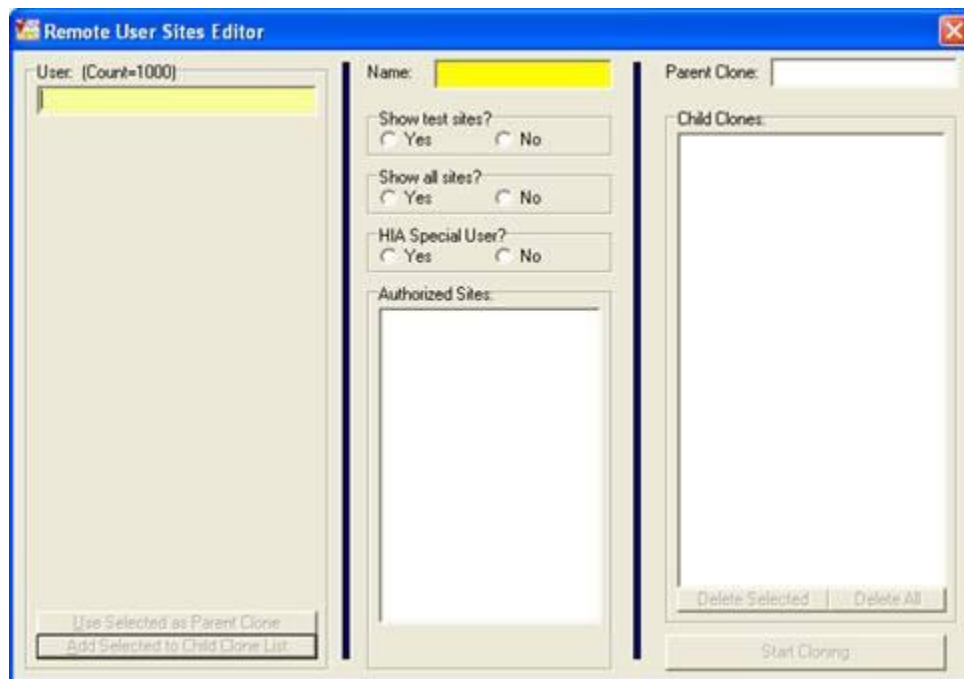 Remote User Sites Editor
User: (Count=1000)
Use Selected as Parent Clone
Add Selected to Child Clone List
Name:
Show test sites?
Yes No
Show all sites?
Yes No
HIA Special User?
Yes No
Authorized Sites:
Parent Clone:
Child Clones:
Delete Selected Delete All
Start Cloning